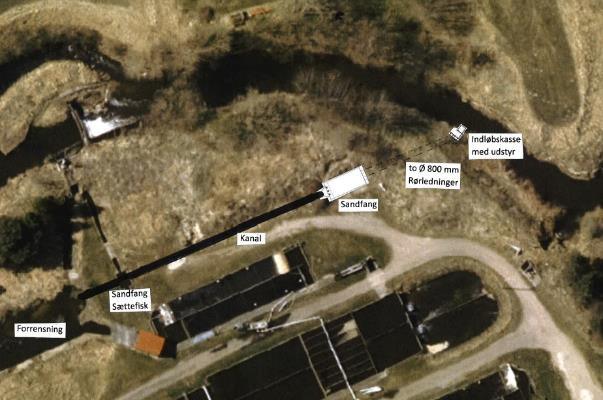 Indløbskasse
med udstyr
to Ø 800 mm
Rørledninger
Sandfang
Kanal
Sandfang
Sættefisk
Forrensning